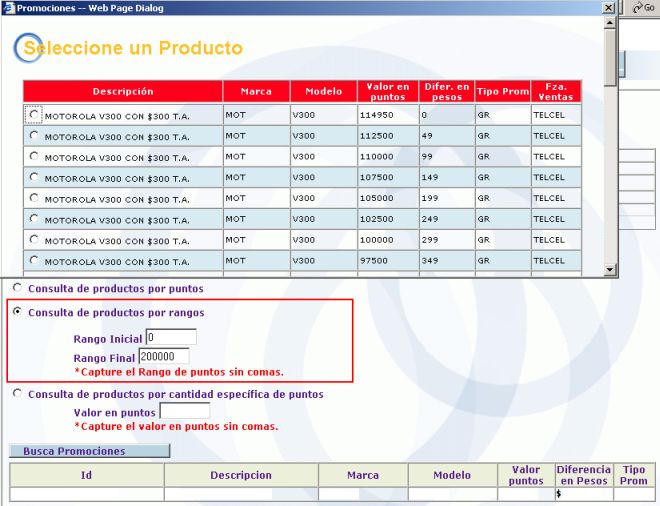 Promociones -- Web Page Dialog
Go
Seleccione un Producto
Descripción Marca Modelo Valor en puntos Difer. en pesos Tipo Prom Fza. Ventas
MOTOROLA V300 CON $300 T.A. MOT V300 114950 0 GR TELCEL
MOTOROLA V300 CON $300 T.A. MOT V300 112500 49 GR TELCEL
MOTOROLA V300 CON $300 T.A. MOT V300 110000 99 GR TELCEL
MOTOROLA V300 CON $300 T.A. MOT V300 107500 149 GR TELCEL
MOTOROLA V300 CON $300 T.A. MOT V300 105000 199 GR TELCEL
MOTOROLA V300 CON $300 T.A. MOT V300 102500 249 GR TELCEL
MOTOROLA V300 CON $300 T.A. MOT V300 100000 299 GR TELCEL
MOTOROLA V300 CON $300 T.A. MOT V300 97500 349 GR TELCEL
Consulta de productos por puntos
Consulta de productos por rangos
Rango Inicial 0
Rango Final 200000
*Capture el Rango de puntos sin comas.
Consulta de productos por cantidad específica de puntos
Valor en puntos
*Capture el valor en puntos sin comas.
Busca Promociones
Id Descripcion Marca Modelo Valor puntos Diferencia en Pesos Tipo Prom
$